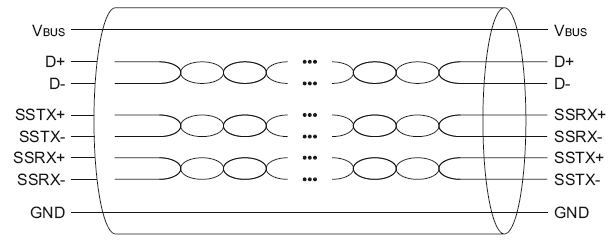 VBUS VBUS
D+ D+
D- D-
SSTX+ SSRX+
SSTX- SSRX-
SSRX+ SSTX+
SSRX- SSTX-
GND GND